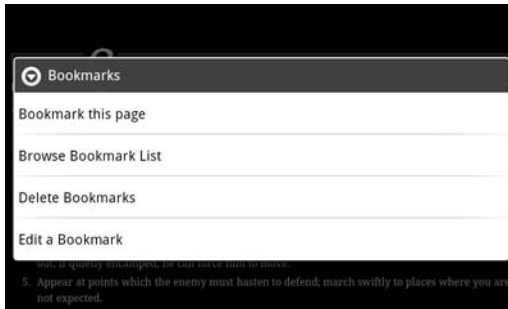 Bookmarks
Bookmark this page
Browse Bookmark List
Delete Bookmarks
Edit a Bookmark
out; if quietly encamped, he can force him to move.
5. Appear at points which the enemy must hasten to defend; march swiftly to places where you are
not expected.